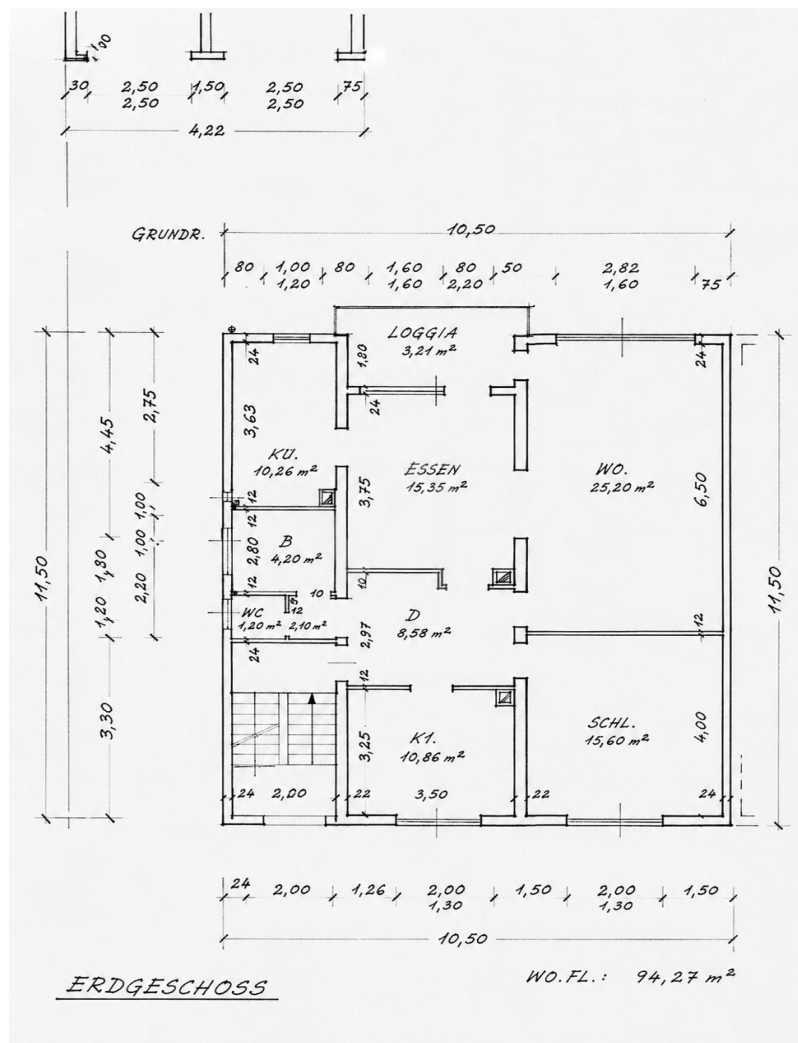 1,00
30 2,50 1,50 2,50 75
2,50 2,50
4,22
GRUNDR.
10,50
80 1,00 80 1,60 80 50 2,82
1,20 1,60 2,20 1,60 75
LOGGIA
3,21 m²
1,80
24
24
24
2,75
4,45
3,63
KÜ.
10,26 m²
ESSEN
15,35 m²
WO.
25,20 m²
3,75
6,50
12
12
1,00
1,00
2,80
B
4,20 m²
11,50
1,80
2,20
12
10
10
11,50
1,20
WC
1,20 m²
12
2,10 m²
D
8,58 m²
2,97
12
24
12
3,30
SCHL.
15,60 m²
4,00
K1.
10,86 m²
3,25
24 2,00 22 3,50 22 24
24
2,00 1,26 2,00 1,50 2,00 1,50
1,30 1,30
10,50
WO.FL.: 94,27 m²
ERDGESCHOSS